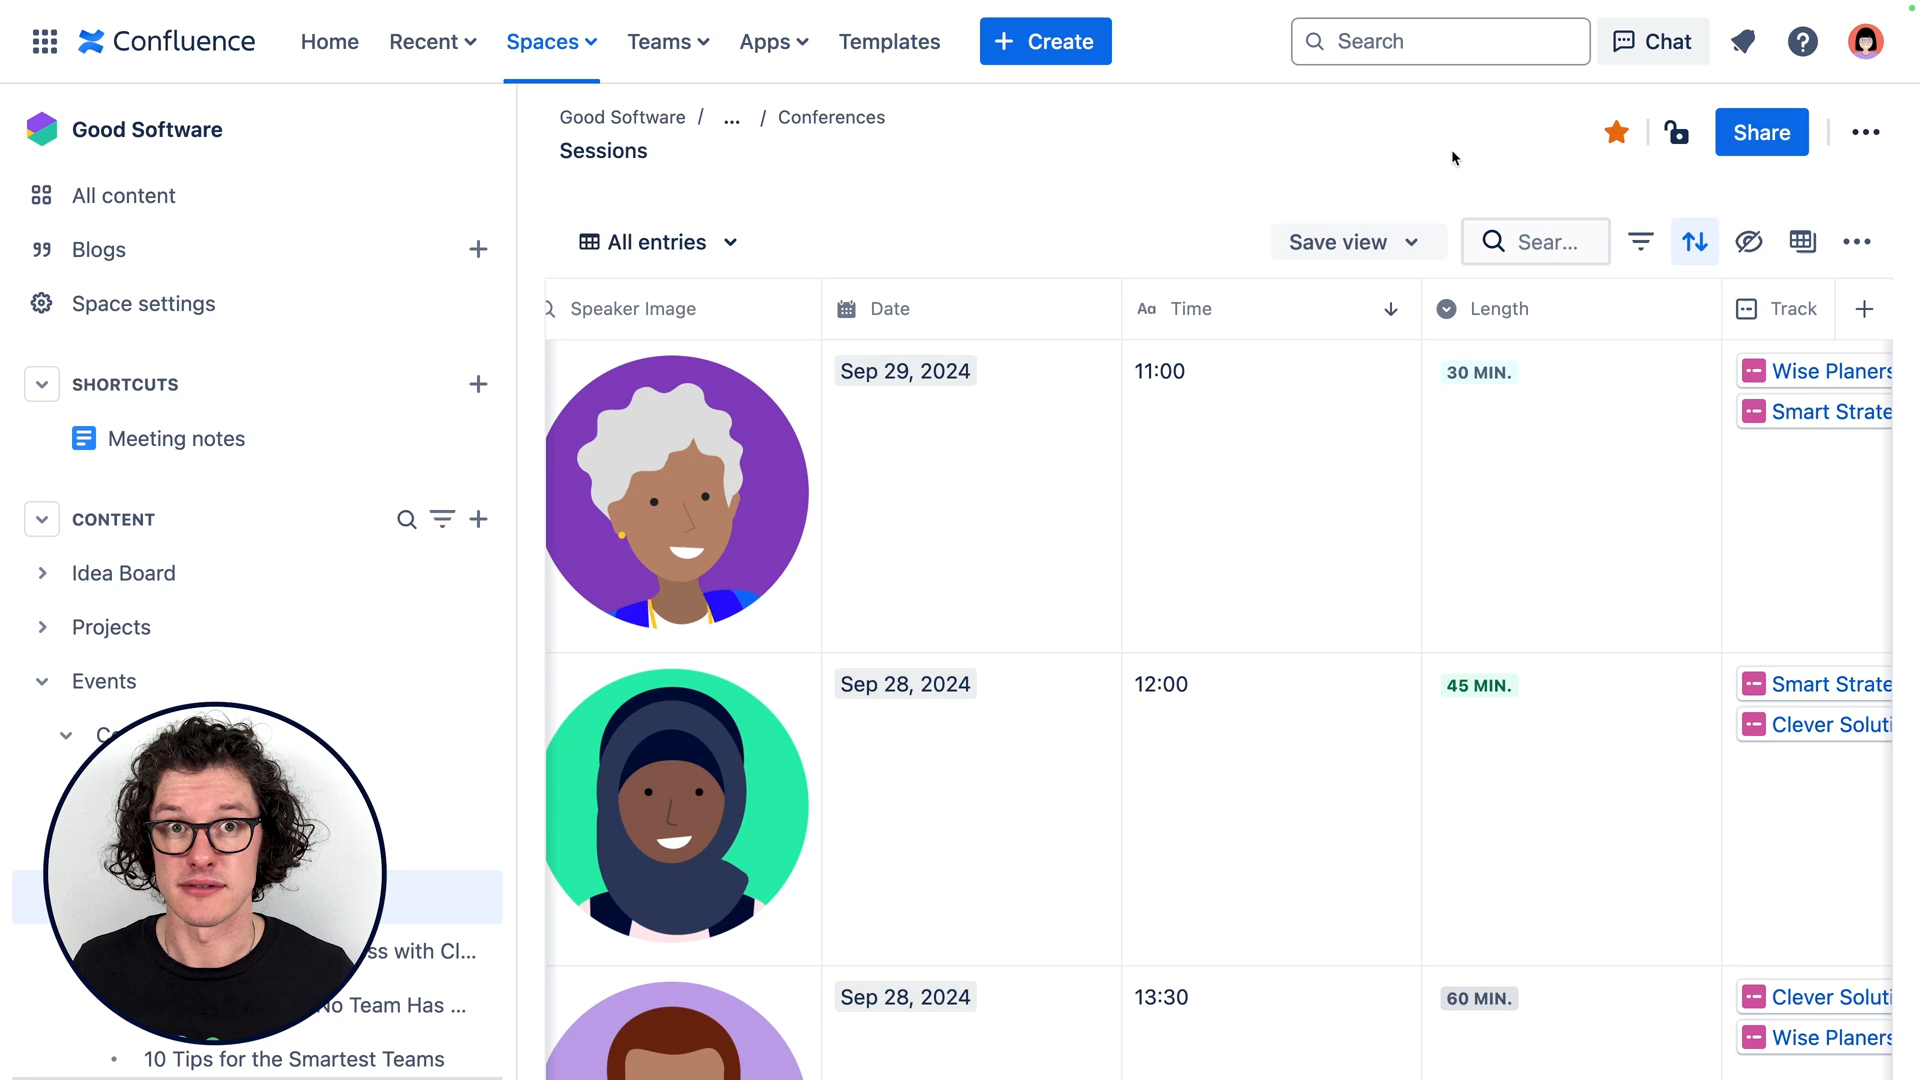 Confluence
Home
Recent
Spaces
Teams
Apps
Templates
Create
Search
Chat
Good Software
All content
Blogs
Space settings
SHORTCUTS
Meeting notes
CONTENT
Idea Board
Projects
Events
ss with Cl...
No Team Has ...
10 Tips for the Smartest Teams
Good Software / ... / Conferences
Sessions
Share
All entries
Save view
Sear...
Speaker Image
Date
Aa Time
Length
Track
Sep 29, 2024
11:00
30 MIN.
Wise Planers
Smart Strate
Sep 28, 2024
12:00
45 MIN.
Smart Strate
Clever Soluti
Sep 28, 2024
13:30
60 MIN.
Clever Soluti
Wise Planers